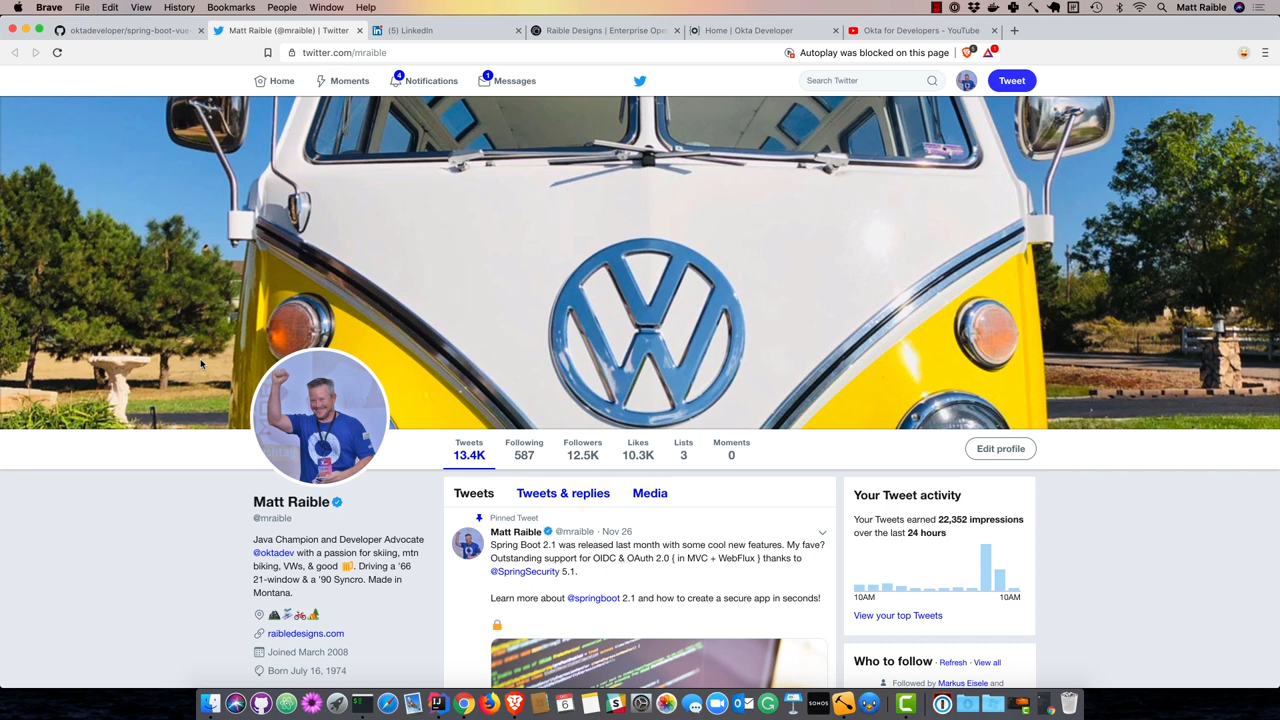 Brave File Edit View History Bookmarks People Window Help Matt Raible
oktadeveloper/spring-boot-vue Matt Raible (@mraible) | Twitter (5) LinkedIn Raible Designs | Enterprise Ope Home | Okta Developer Okta for Developers - YouTube
twitter.com/mraible Autoplay was blocked on this page
Home Moments Notifications 4 Messages 1 Search Twitter Tweet
Tweets Following Followers Likes Lists Moments
13.4K 587 12.5K 10.3K 3 0
Edit profile
Matt Raible
@mraible
Java Champion and Developer Advocate
@oktadev with a passion for skiing, mtn
biking, VWs, & good 🍻. Driving a '66
21-window & a '90 Syncro. Made in
Montana.
raibledesigns.com
Joined March 2008
Born July 16, 1974
Tweets Tweets & replies Media
Pinned Tweet
Matt Raible @mraible · Nov 26
Spring Boot 2.1 was released last month with some cool new features. My fave?
Outstanding support for OIDC & OAuth 2.0 { in MVC + WebFlux } thanks to
@SpringSecurity 5.1.
Learn more about @springboot 2.1 and how to create a secure app in seconds!
Your Tweet activity
Your Tweets earned 22,352 impressions
over the last 24 hours
10AM 10AM
View your top Tweets
Who to follow · Refresh · View all
Followed by Markus Eisele and